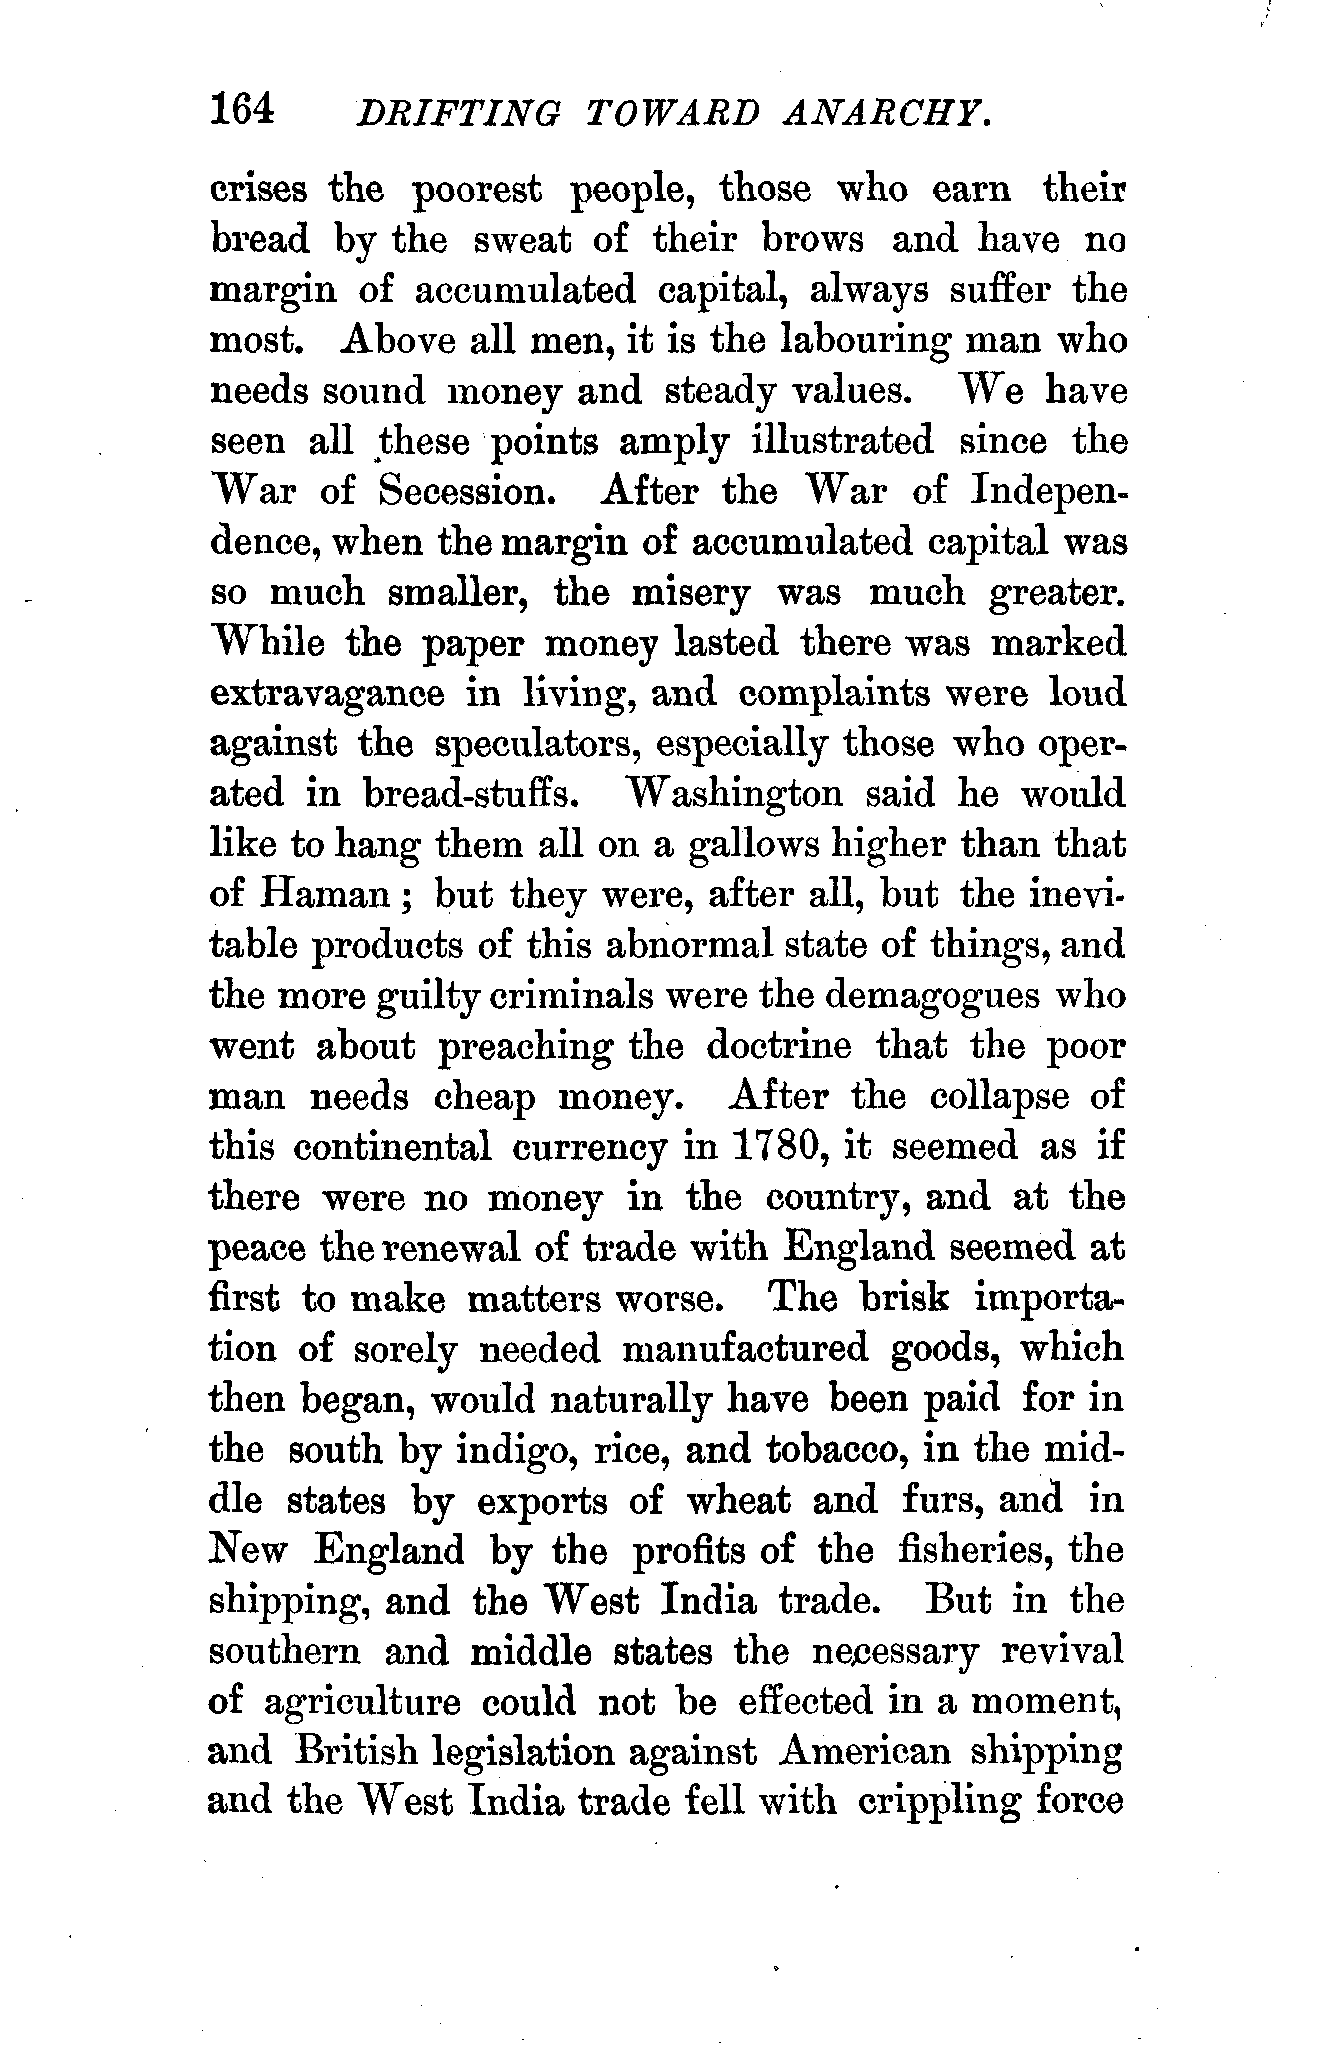 164 DRIFTING TOWARD ANARCHY.
crises the poorest people, those who earn their
bread by the sweat of their brows and have no
margin of accumulated capital, always suffer the
most. Above all men, it is the labouring man who
needs sound money and steady values. We have
seen all these points amply illustrated since the
War of Secession. After the War of Indepen-
dence, when the margin of accumulated capital was
so much smaller, the misery was much greater.
While the paper money lasted there was marked
extravagance in living, and complaints were loud
against the speculators, especially those who oper-
ated in bread-stuffs. Washington said he would
like to hang them all on a gallows higher than that
of Haman; but they were, after all, but the inevi-
table products of this abnormal state of things, and
the more guilty criminals were the demagogues who
went about preaching the doctrine that the poor
man needs cheap money. After the collapse of
this continental currency in 1780, it seemed as if
there were no money in the country, and at the
peace the renewal of trade with England seemed at
first to make matters worse. The brisk importa-
tion of sorely needed manufactured goods, which
then began, would naturally have been paid for in
the south by indigo, rice, and tobacco, in the mid-
dle states by exports of wheat and furs, and in
New England by the profits of the fisheries, the
shipping, and the West India trade. But in the
southern and middle states the necessary revival
of agriculture could not be effected in a moment,
and British legislation against American shipping
and the West India trade fell with crippling force